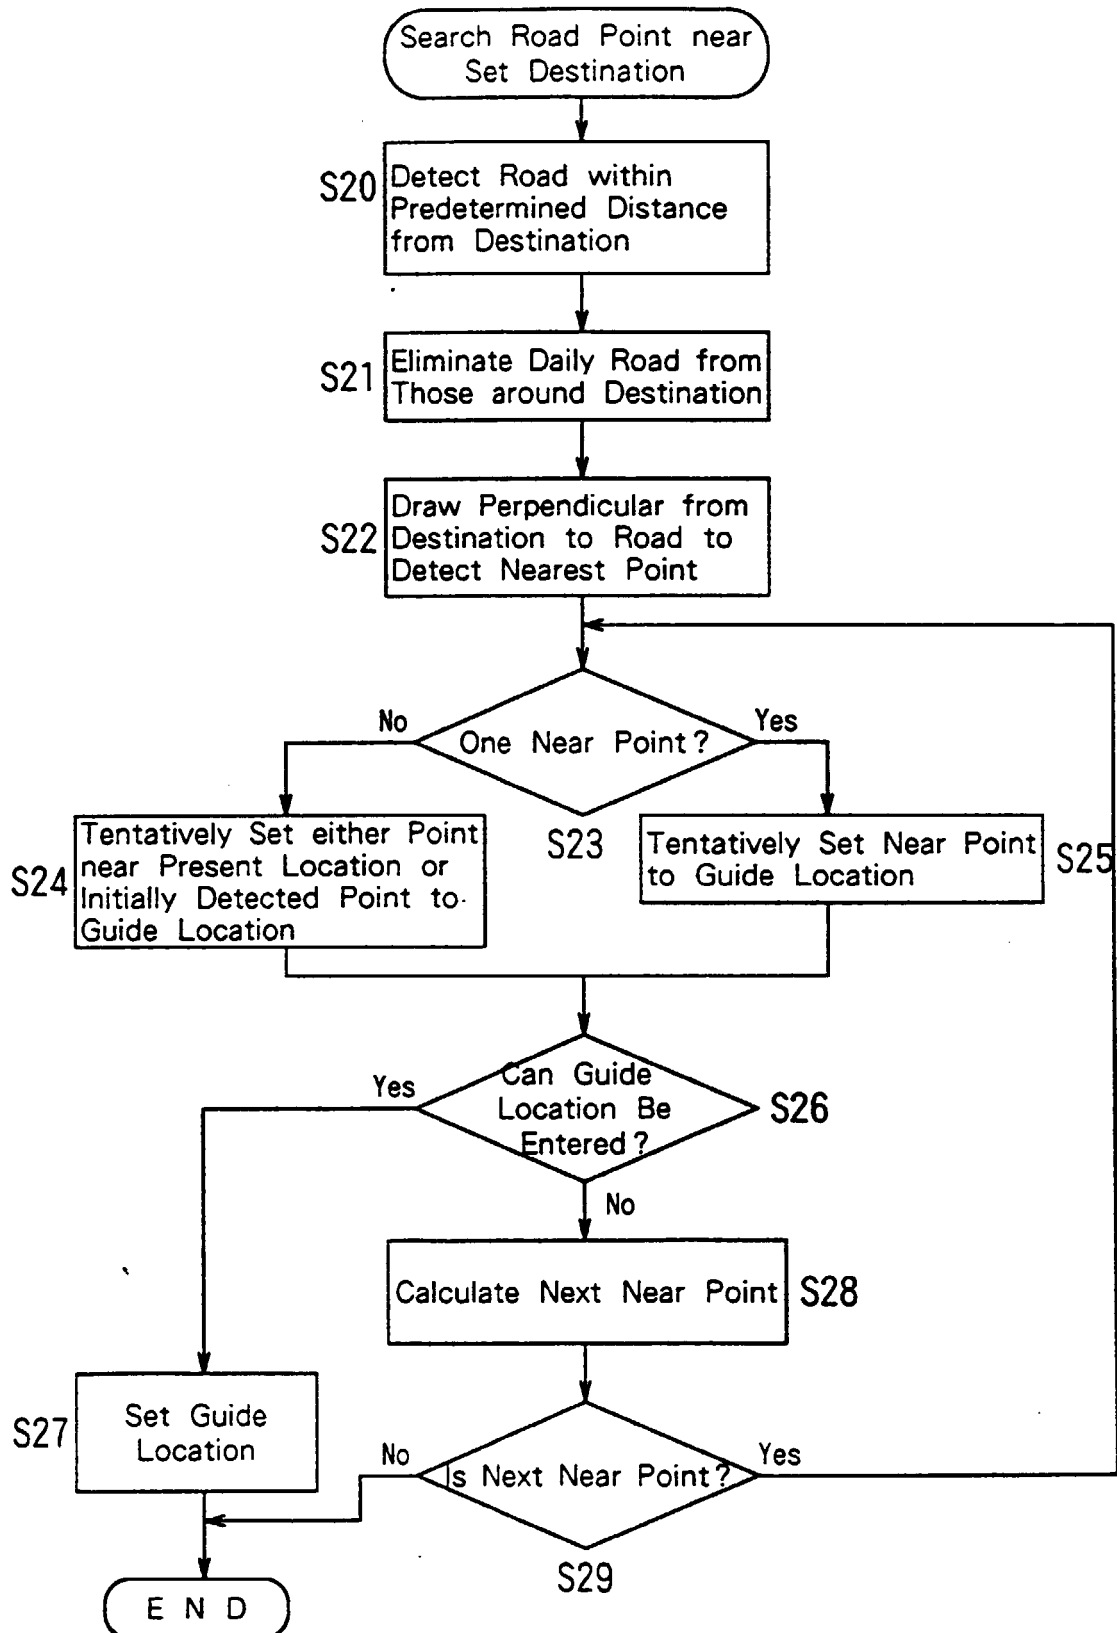 Search Road Point near
Set Destination
S20
Detect Road within
Predetermined Distance
from Destination
S21
Eliminate Daily Road from
Those around Destination
S22
Draw Perpendicular from
Destination to Road to
Detect Nearest Point
No
One Near Point?
Yes
S23
S24
Tentatively Set either Point
near Present Location or
Initially Detected Point to
Guide Location
Tentatively Set Near Point
to Guide Location
S25
Yes
Can Guide
Location Be
Entered?
S26
No
Calculate Next Near Point
S28
S27
Set Guide
Location
No
Is Next Near Point?
Yes
S29
END